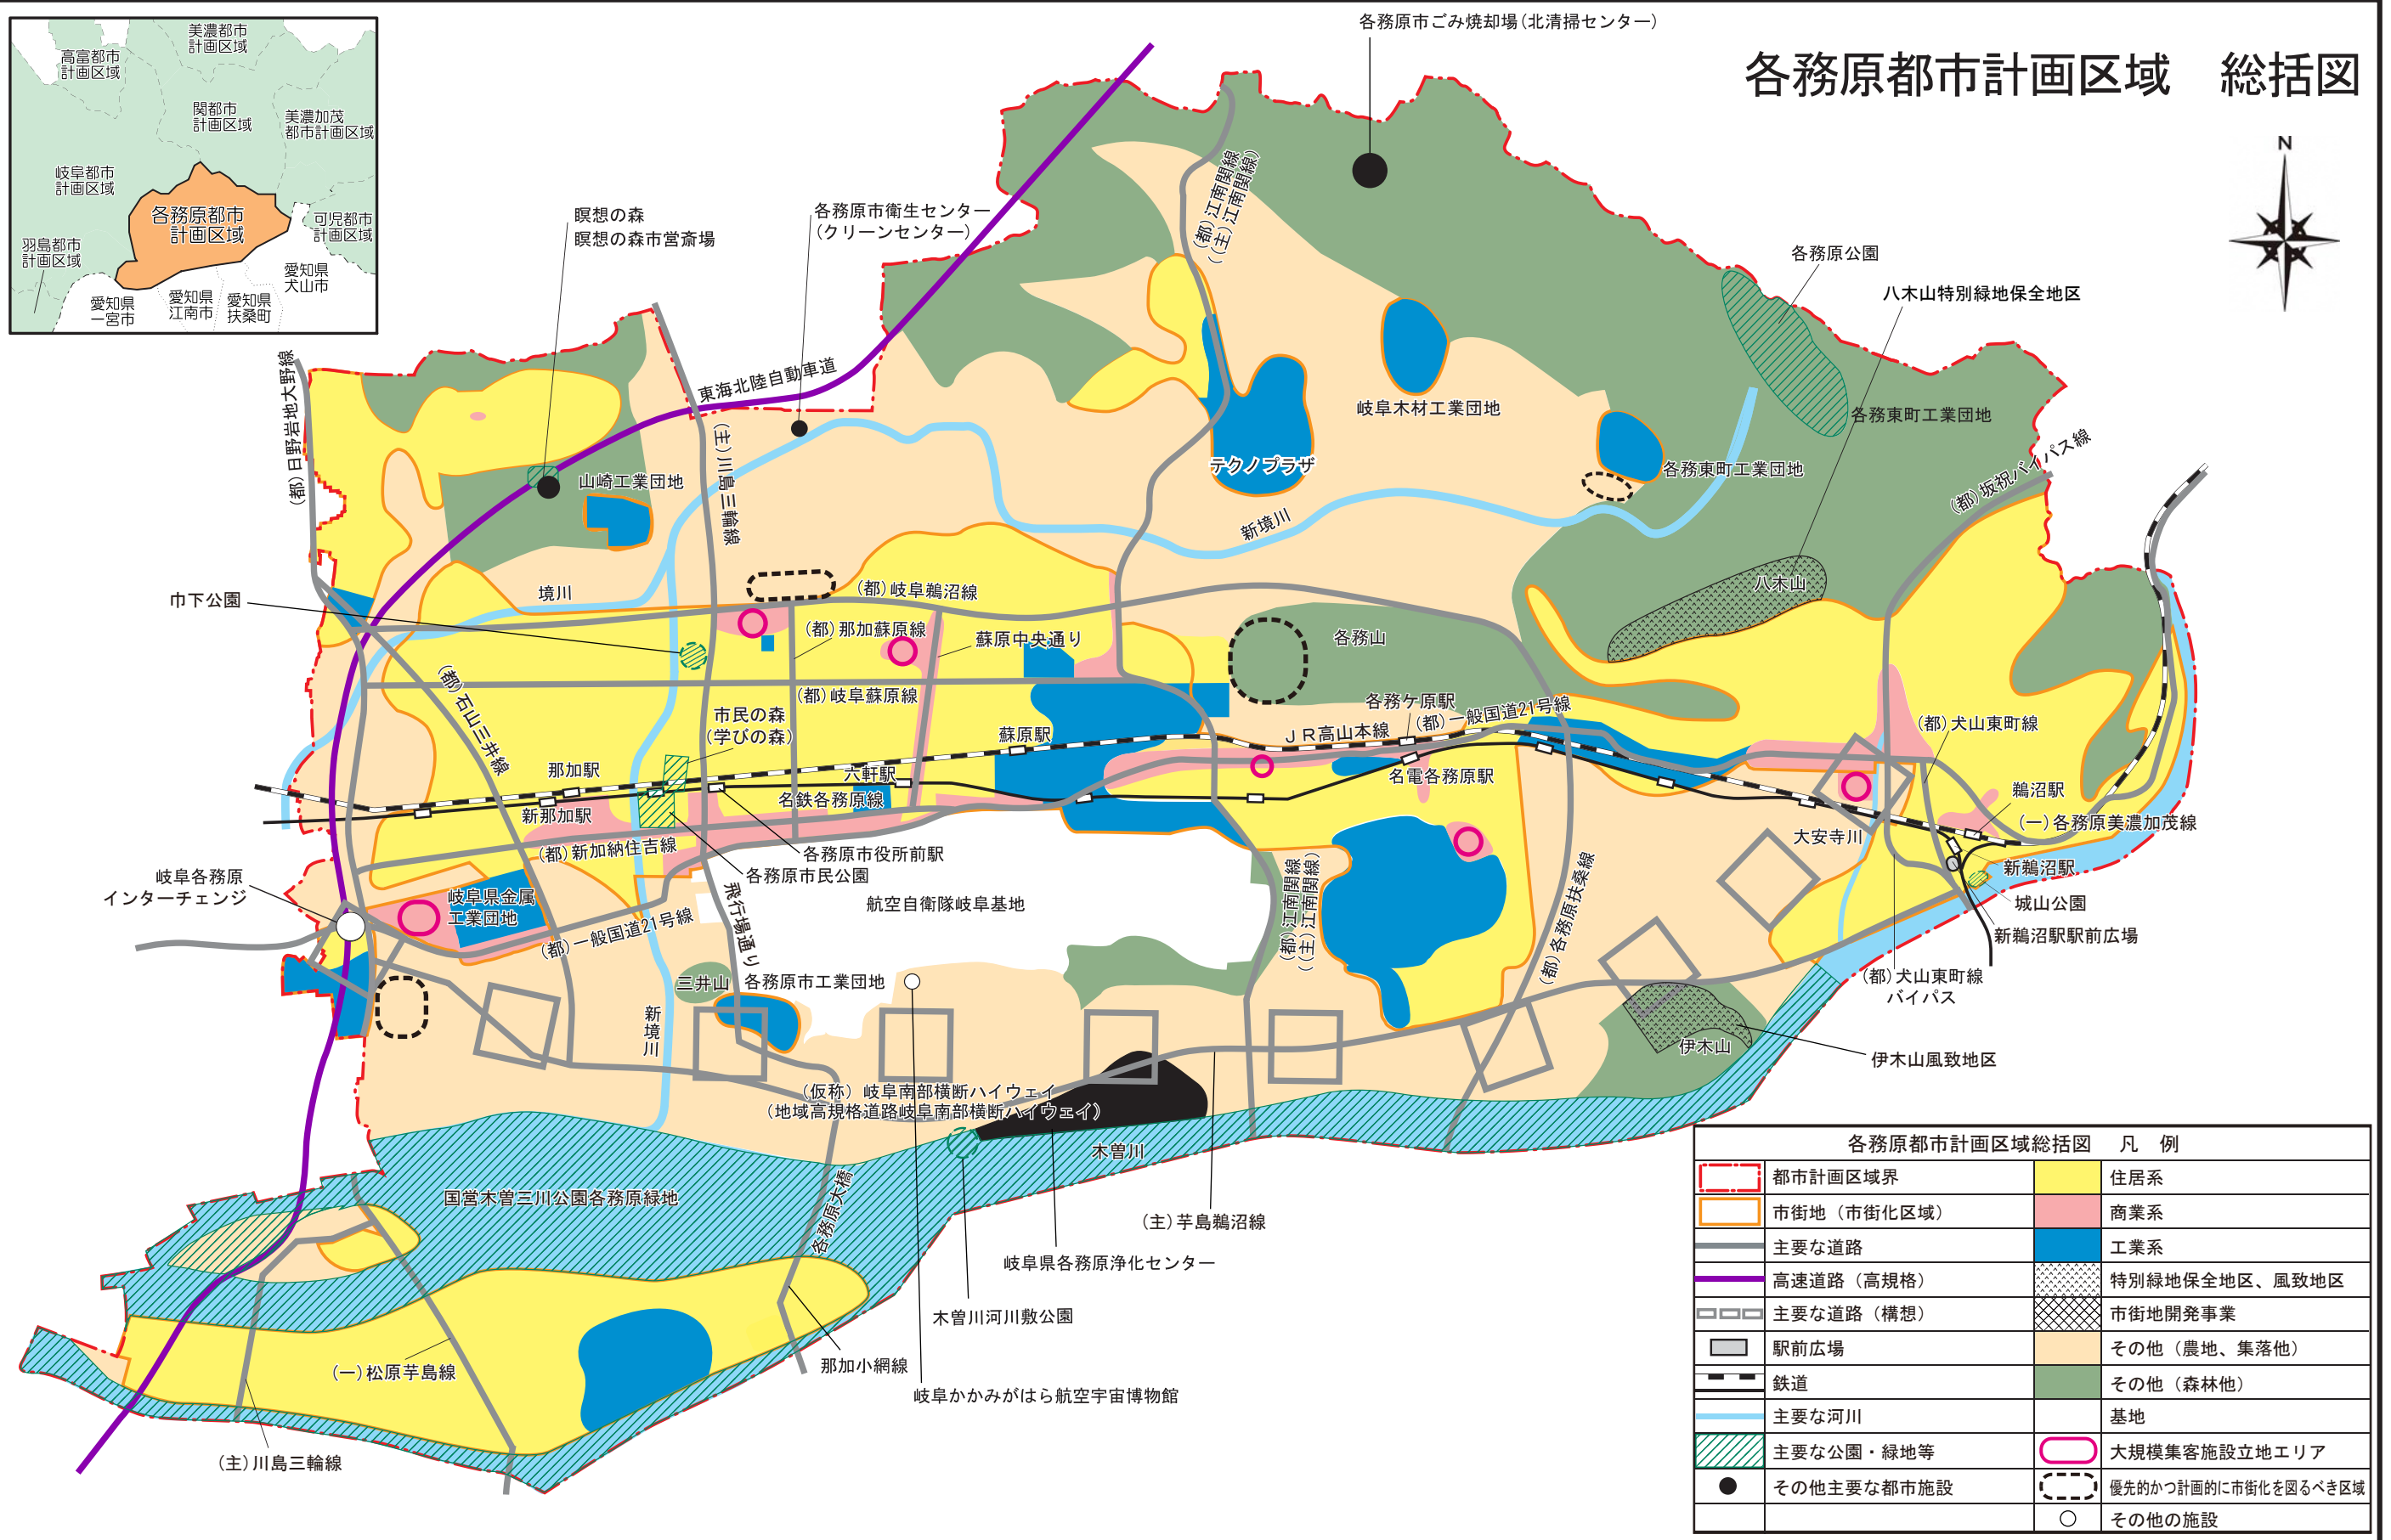 各務原都市計画区域　総括図
N
美濃都市
計画区域
高富都市
計画区域
関都市
計画区域
美濃加茂
都市計画区域
岐阜都市
計画区域
各務原都市
計画区域
可児都市
計画区域
羽島都市
計画区域
愛知県
犬山市
愛知県
一宮市
愛知県
江南市
愛知県
扶桑町
各務原市ごみ焼却場（北清掃センター）
瞑想の森
瞑想の森市営斎場
各務原市衛生センター
（クリーンセンター）
（都）江南関線
（（主）江南関線）
各務原公園
八木山特別緑地保全地区
（都）日野岩地大野線
東海北陸自動車道
岐阜木材工業団地
各務東町工業団地
（主）川島三輪線
テクノプラザ
各務東町工業団地
（都）坂祝バイパス線
山崎工業団地
新境川
境川
巾下公園
（都）岐阜鵜沼線
八木山
（都）那加蘇原線
蘇原中央通り
各務山
（都）石山三井線
（都）岐阜蘇原線
市民の森
（学びの森）
各務ケ原駅
（都）一般国道21号線
ＪＲ高山本線
蘇原駅
（都）犬山東町線
那加駅
六軒駅
名電各務原駅
鵜沼駅
名鉄各務原線
新那加駅
（一）各務原美濃加茂線
大安寺川
（都）新加納住吉線
各務原市役所前駅
各務原市民公園
新鵜沼駅
岐阜各務原
インターチェンジ
岐阜県金属
工業団地
飛行場通り
航空自衛隊岐阜基地
（都）江南関線
（（主）江南関線）
（都）各務原扶桑線
城山公園
新鵜沼駅駅前広場
（都）一般国道21号線
三井山
各務原市工業団地
（都）犬山東町線
バイパス
新境川
伊木山
伊木山風致地区
（仮称）岐阜南部横断ハイウェイ
（地域高規格道路岐阜南部横断ハイウェイ）
木曽川
国営木曽三川公園各務原緑地
各務原大橋
（主）芋島鵜沼線
岐阜県各務原浄化センター
木曽川河川敷公園
（一）松原芋島線
那加小網線
岐阜かかみがはら航空宇宙博物館
（主）川島三輪線
各務原都市計画区域総括図　凡　例
都市計画区域界
住居系
市街地（市街化区域）
商業系
主要な道路
工業系
高速道路（高規格）
特別緑地保全地区、風致地区
主要な道路（構想）
市街地開発事業
駅前広場
その他（農地、集落他）
鉄道
その他（森林他）
主要な河川
基地
主要な公園・緑地等
大規模集客施設立地エリア
その他主要な都市施設
優先的かつ計画的に市街化を図るべき区域
その他の施設